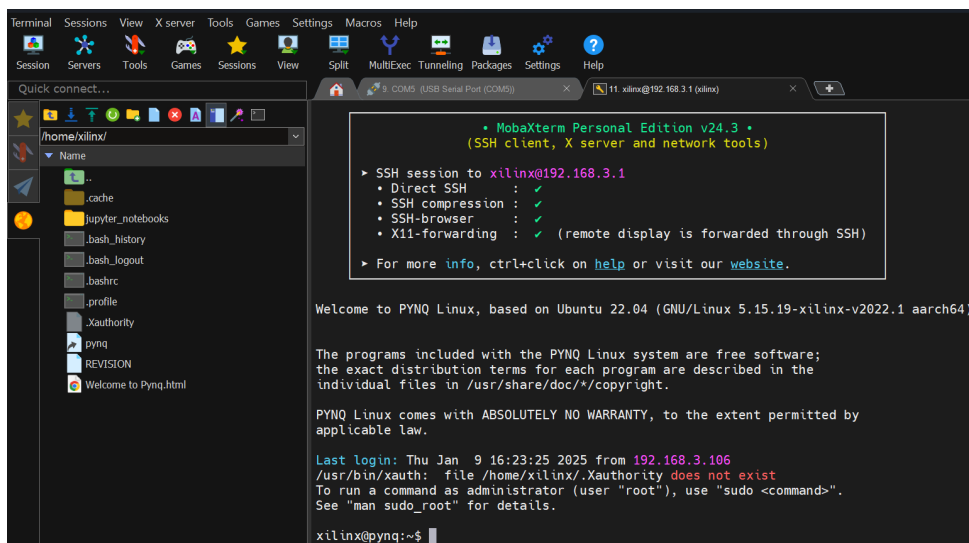 Terminal Sessions View X server Tools Games Settings Macros Help
Session Servers Tools Games Sessions View Split MultiExec Tunneling Packages Settings Help
Quick connect...
9. COM5 (USB Serial Port (COM5))
11. xilinx@192.168.3.1 (xilinx)
/home/xilinx/
Name
..
.cache
jupyter_notebooks
.bash_history
.bash_logout
.bashrc
.profile
.Xauthority
pynq
REVISION
Welcome to Pynq.html
• MobaXterm Personal Edition v24.3 •
(SSH client, X server and network tools)
➤ SSH session to xilinx@192.168.3.1
• Direct SSH : ✔
• SSH compression : ✔
• SSH-browser : ✔
• X11-forwarding : ✔ (remote display is forwarded through SSH)
➤ For more info, ctrl+click on help or visit our website.
Welcome to PYNQ Linux, based on Ubuntu 22.04 (GNU/Linux 5.15.19-xilinx-v2022.1 aarch64)
The programs included with the PYNQ Linux system are free software;
the exact distribution terms for each program are described in the
individual files in /usr/share/doc/*/copyright.
PYNQ Linux comes with ABSOLUTELY NO WARRANTY, to the extent permitted by
applicable law.
Last login: Thu Jan 9 16:23:25 2025 from 192.168.3.106
/usr/bin/xauth: file /home/xilinx/.Xauthority does not exist
To run a command as administrator (user "root"), use "sudo <command>".
See "man sudo_root" for details.
xilinx@pynq:~$